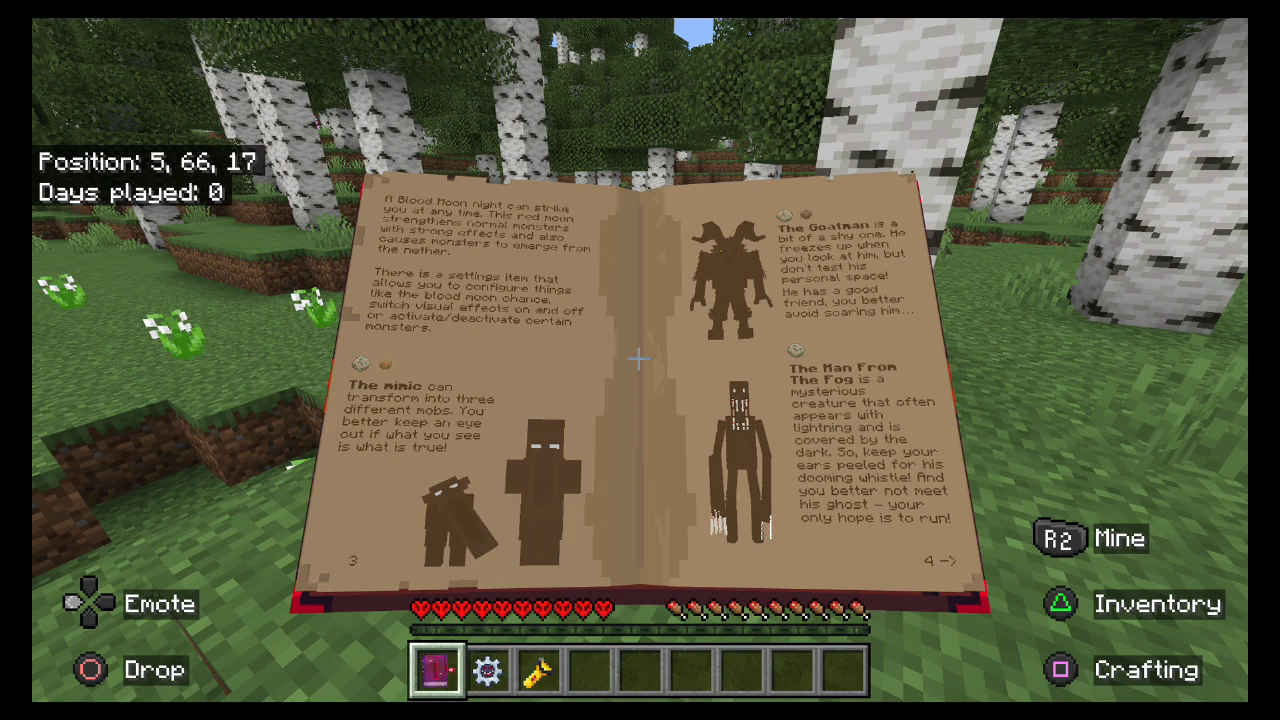 Position: 5, 66, 17
Days played: 0
A Blood Moon night can strike
you at any time. This red moon
strengthens normal monsters
with strong effects and also
causes monsters to emerge from
the nether.
There is a settings item that
allows you to configure things
like the blood moon chance,
switch visual effects on and off
or activate/deactivate certain
monsters.
The mimic can
transform into three
different mobs. You
better keep an eye
out if what you see
is what is true!
3
The Goatman is a
bit of a shy one. He
freezes up when
you look at him, but
don't test his
personal space!
He has a good
friend, you better
avoid scaring him...
The Man From
The Fog is a
mysterious
creature that often
appears with
lightning and is
covered by the
dark. So, keep your
ears peeled for his
dooming whistle! And
you better not meet
his ghost – your
only hope is to run!
4 ->
R2 Mine
Emote
Inventory
Drop
Crafting